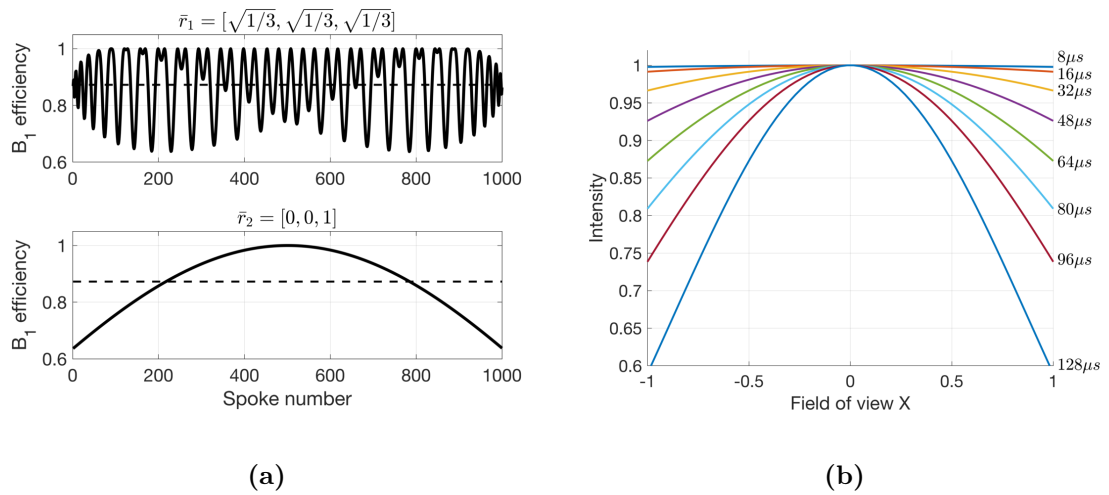 r̄₁ = [√1/3, √1/3, √1/3]
1
0.8
0.6
B₁ efficiency
0 200 400 600 800 1000
r̄₂ = [0, 0, 1]
1
0.8
0.6
B₁ efficiency
0 200 400 600 800 1000
Spoke number
(a)
1
0.95
0.9
0.85
0.8
0.75
0.7
0.65
0.6
Intensity
8μs
16μs
32μs
48μs
64μs
80μs
96μs
128μs
-1 -0.5 0 0.5 1
Field of view X
(b)